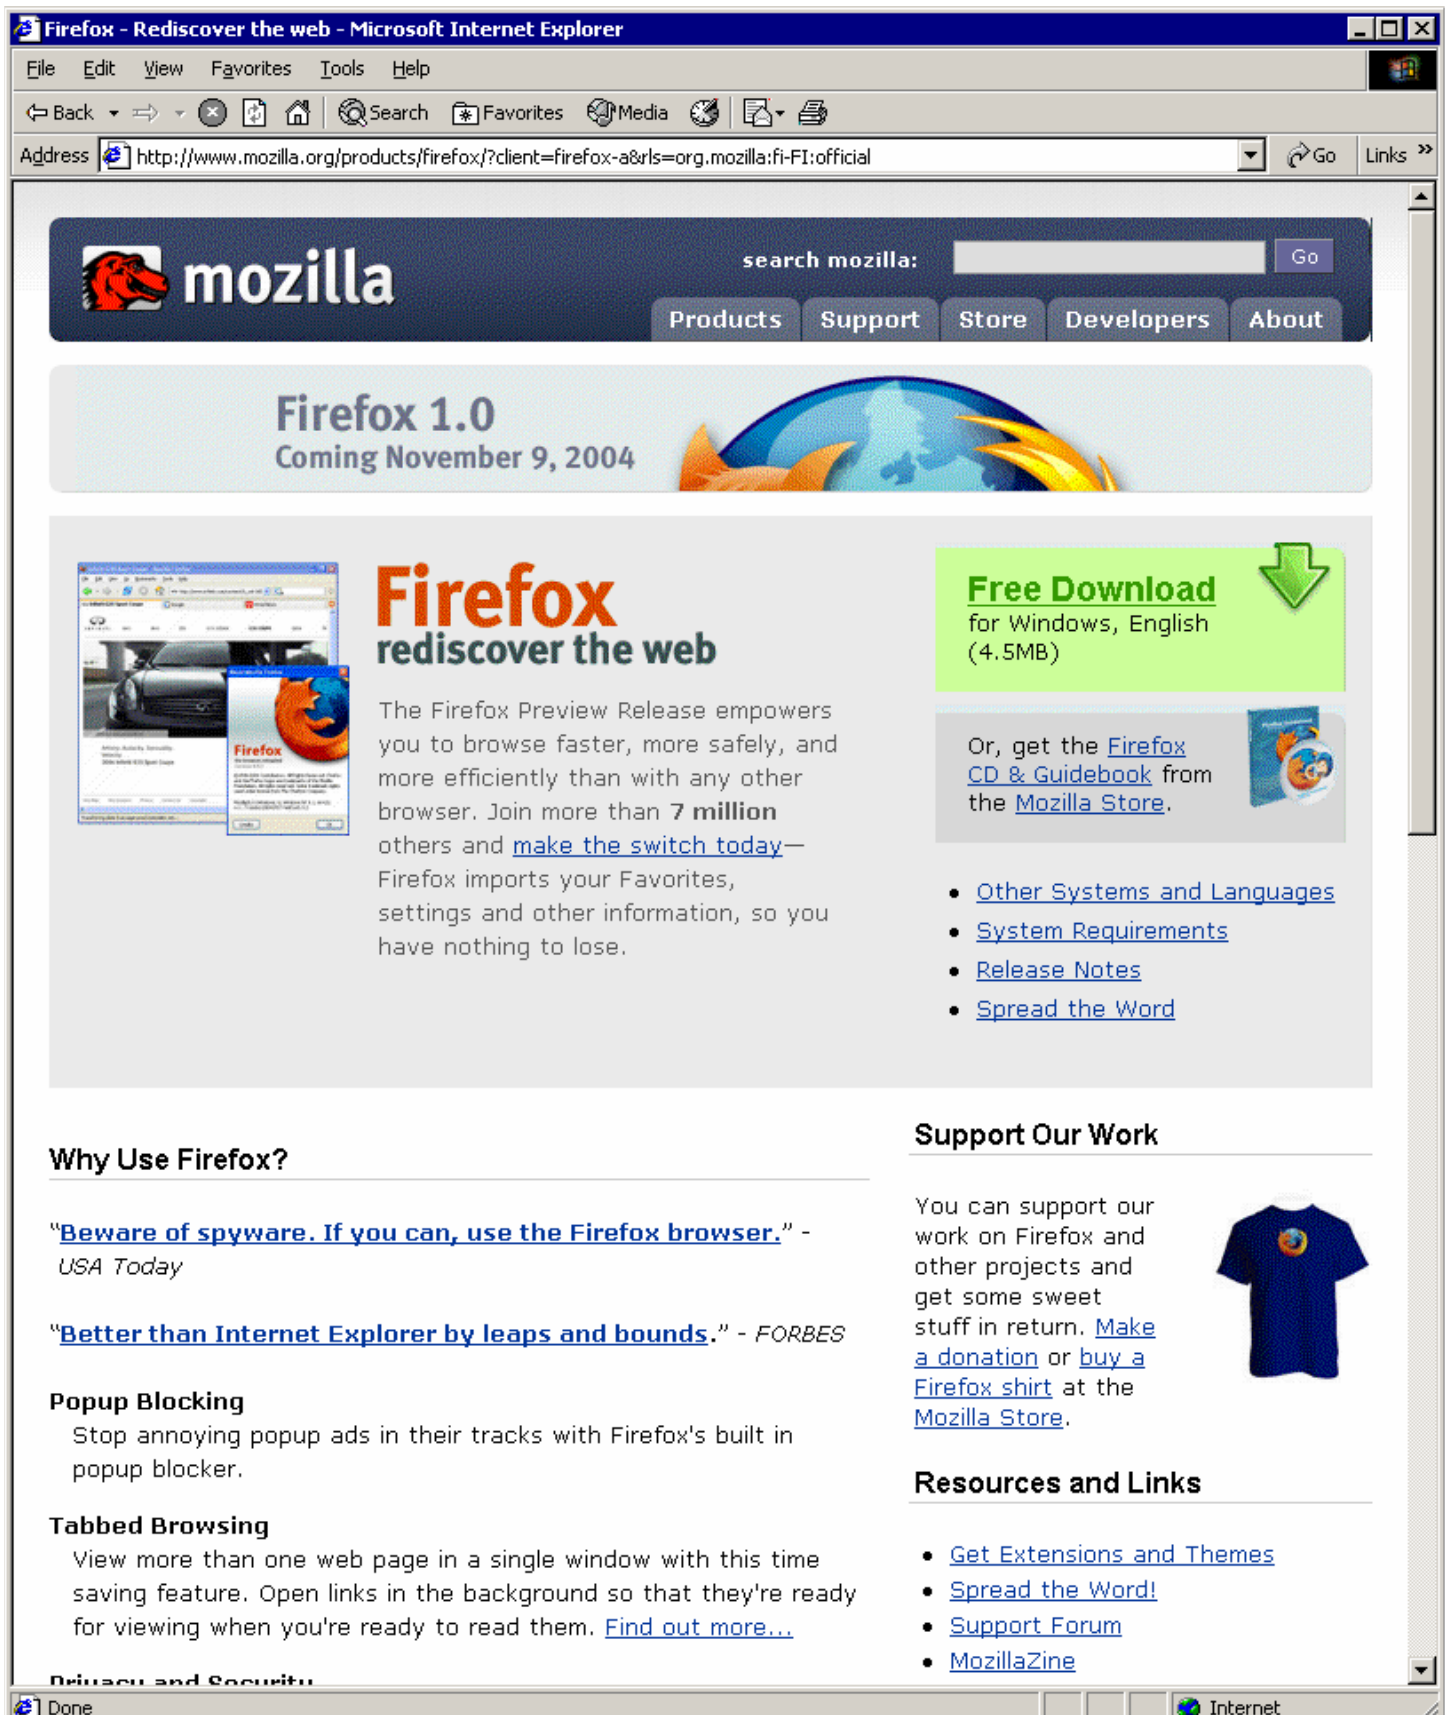 Firefox - Rediscover the web - Microsoft Internet Explorer
File Edit View Favorites Tools Help
Back Search Favorites Media
Address http://www.mozilla.org/products/firefox/?client=firefox-a&rls=org.mozilla:fi-FI:official Go Links »
mozilla
search mozilla: Go
Products Support Store Developers About
Firefox 1.0
Coming November 9, 2004
Firefox
rediscover the web
The Firefox Preview Release empowers
you to browse faster, more safely, and
more efficiently than with any other
browser. Join more than 7 million
others and make the switch today—
Firefox imports your Favorites,
settings and other information, so you
have nothing to lose.
Firefox
Free Download
for Windows, English
(4.5MB)
Or, get the Firefox
CD & Guidebook from
the Mozilla Store.
• Other Systems and Languages
• System Requirements
• Release Notes
• Spread the Word
Why Use Firefox?
"Beware of spyware. If you can, use the Firefox browser." -
USA Today
"Better than Internet Explorer by leaps and bounds." - FORBES
Popup Blocking
Stop annoying popup ads in their tracks with Firefox's built in
popup blocker.
Tabbed Browsing
View more than one web page in a single window with this time
saving feature. Open links in the background so that they're ready
for viewing when you're ready to read them. Find out more...
Privacy and Security
Support Our Work
You can support our
work on Firefox and
other projects and
get some sweet
stuff in return. Make
a donation or buy a
Firefox shirt at the
Mozilla Store.
Resources and Links
• Get Extensions and Themes
• Spread the Word!
• Support Forum
• MozillaZine
Done Internet